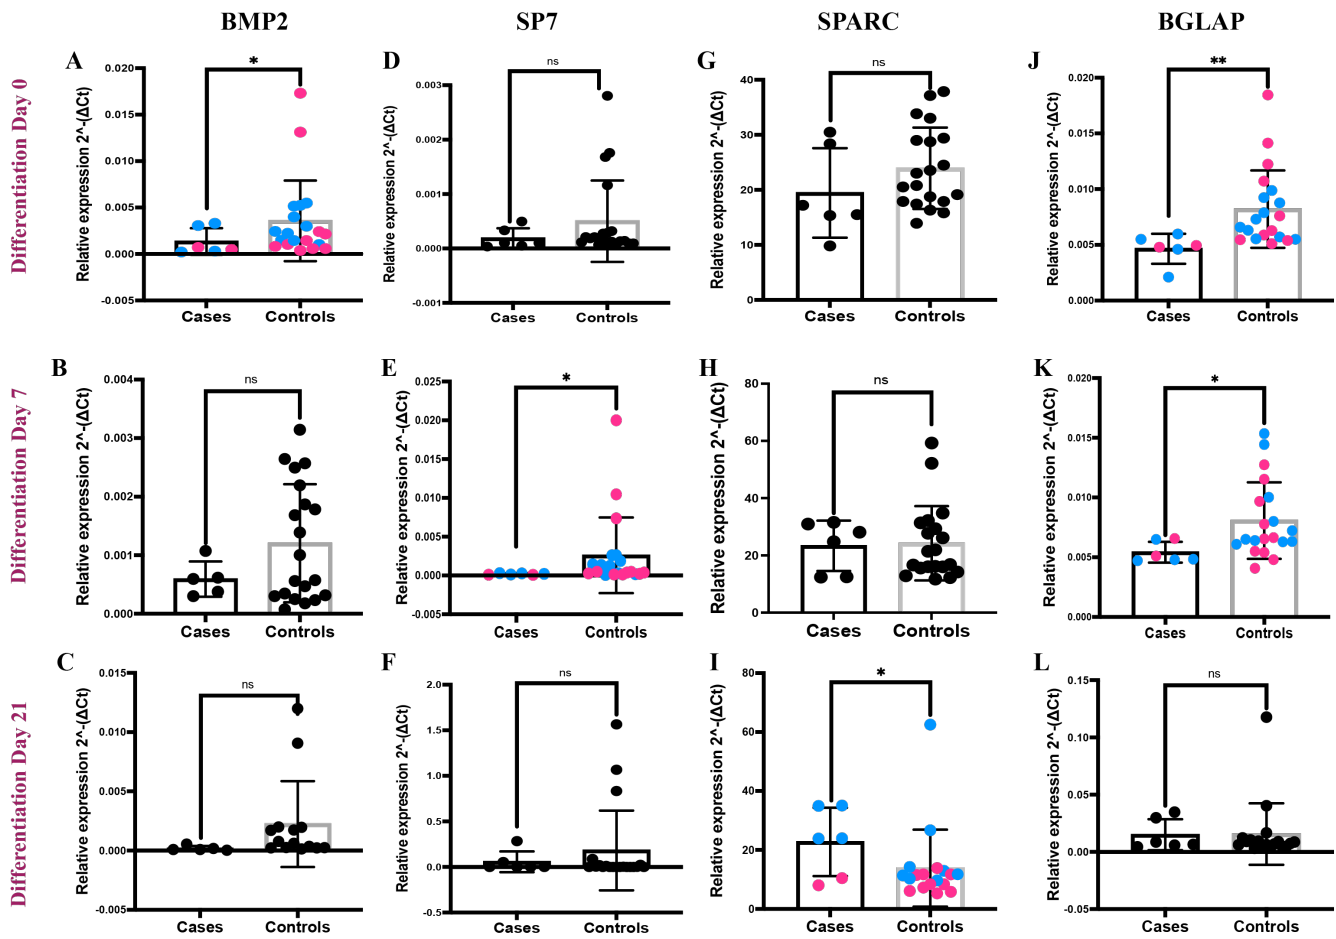 BMP2 SP7 SPARC BGLAP
Differentiation Day 0
A
Relative expression 2^-(ΔCt)
0.020
0.015
0.010
0.005
0.000
-0.005
*
Cases Controls
D
Relative expression 2^-(ΔCt)
0.003
0.002
0.001
0.000
-0.001
ns
Cases Controls
G
Relative expression 2^-(ΔCt)
40
30
20
10
0
ns
Cases Controls
J
Relative expression 2^-(ΔCt)
0.020
0.015
0.010
0.005
0.000
**
Cases Controls
Differentiation Day 7
B
Relative expression 2^-(ΔCt)
0.004
0.003
0.002
0.001
0.000
ns
Cases Controls
E
Relative expression 2^-(ΔCt)
0.025
0.020
0.015
0.010
0.005
0.000
-0.005
*
Cases Controls
H
Relative expression 2^-(ΔCt)
80
60
40
20
0
ns
Cases Controls
K
Relative expression 2^-(ΔCt)
0.020
0.015
0.010
0.005
0.000
*
Cases Controls
Differentiation Day 21
C
Relative expression 2^-(ΔCt)
0.015
0.010
0.005
0.000
-0.005
ns
Cases Controls
F
Relative expression 2^-(ΔCt)
2.0
1.5
1.0
0.5
0.0
-0.5
ns
Cases Controls
I
Relative expression 2^-(ΔCt)
80
60
40
20
0
*
Cases Controls
L
Relative expression 2^-(ΔCt)
0.15
0.10
0.05
0.00
-0.05
ns
Cases Controls